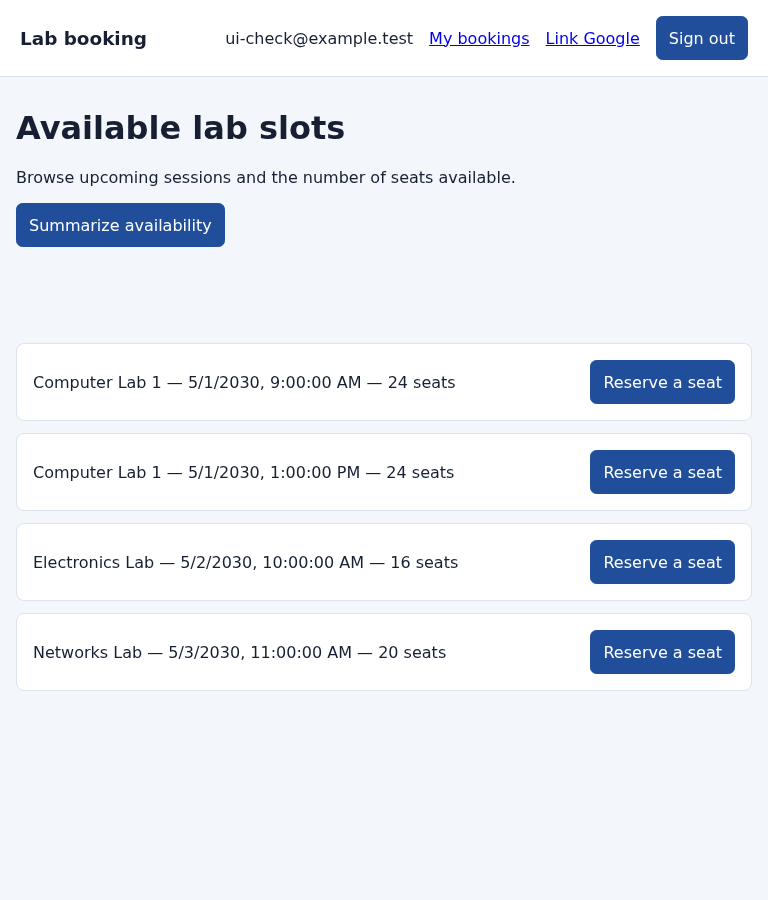 Lab booking ui-check@example.test My bookings Link Google Sign out
Available lab slots
Browse upcoming sessions and the number of seats available.
Summarize availability
Computer Lab 1 — 5/1/2030, 9:00:00 AM — 24 seats Reserve a seat
Computer Lab 1 — 5/1/2030, 1:00:00 PM — 24 seats Reserve a seat
Electronics Lab — 5/2/2030, 10:00:00 AM — 16 seats Reserve a seat
Networks Lab — 5/3/2030, 11:00:00 AM — 20 seats Reserve a seat